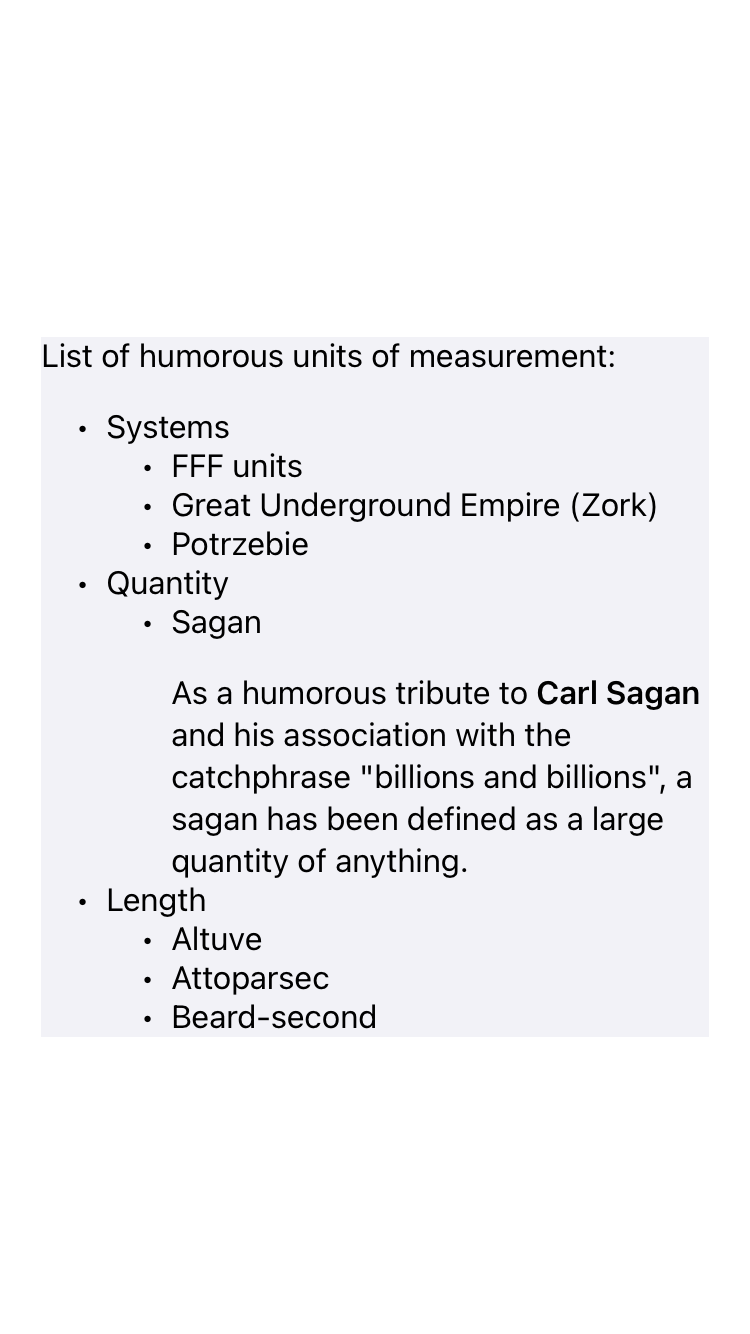 List of humorous units of measurement:
• Systems
• FFF units
• Great Underground Empire (Zork)
• Potrzebie
• Quantity
• Sagan
As a humorous tribute to Carl Sagan
and his association with the
catchphrase "billions and billions", a
sagan has been defined as a large
quantity of anything.
• Length
• Altuve
• Attoparsec
• Beard-second